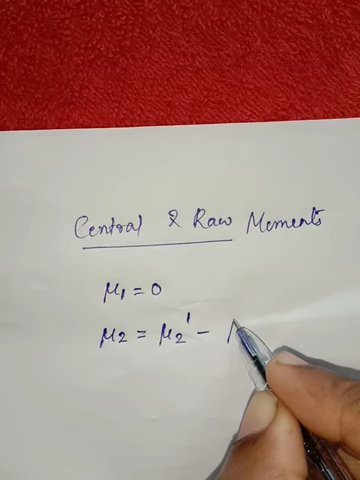 Central & Raw Moments
μ₁ = 0
μ₂ = μ₂' -